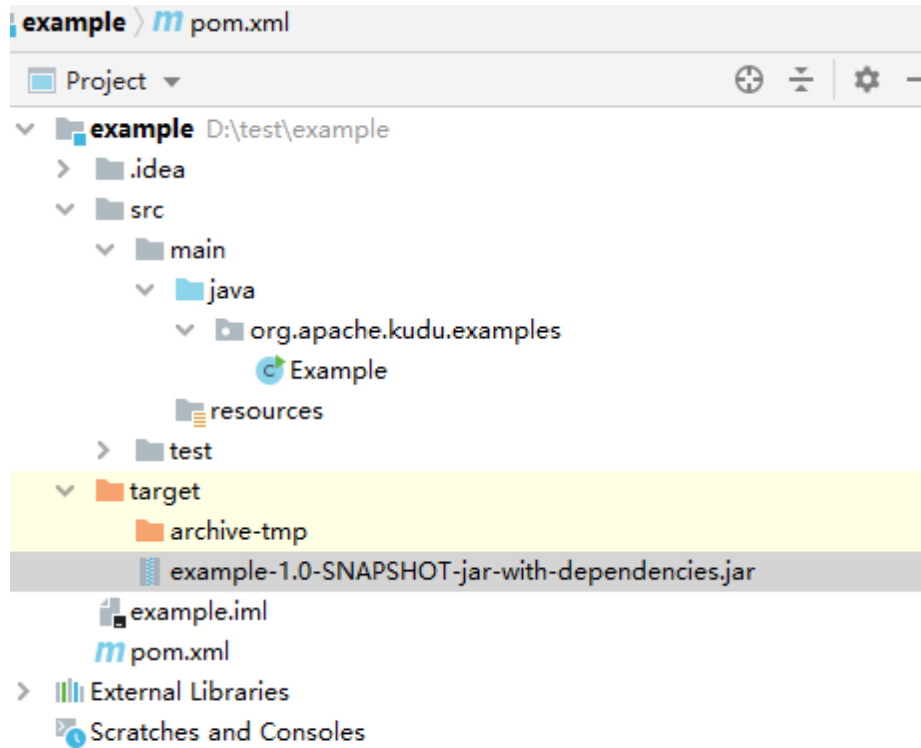 example 〉 m pom.xml
Project
example D:\test\example
.idea
src
main
java
org.apache.kudu.examples
C Example
resources
test
target
archive-tmp
example-1.0-SNAPSHOT-jar-with-dependencies.jar
example.iml
m pom.xml
External Libraries
Scratches and Consoles